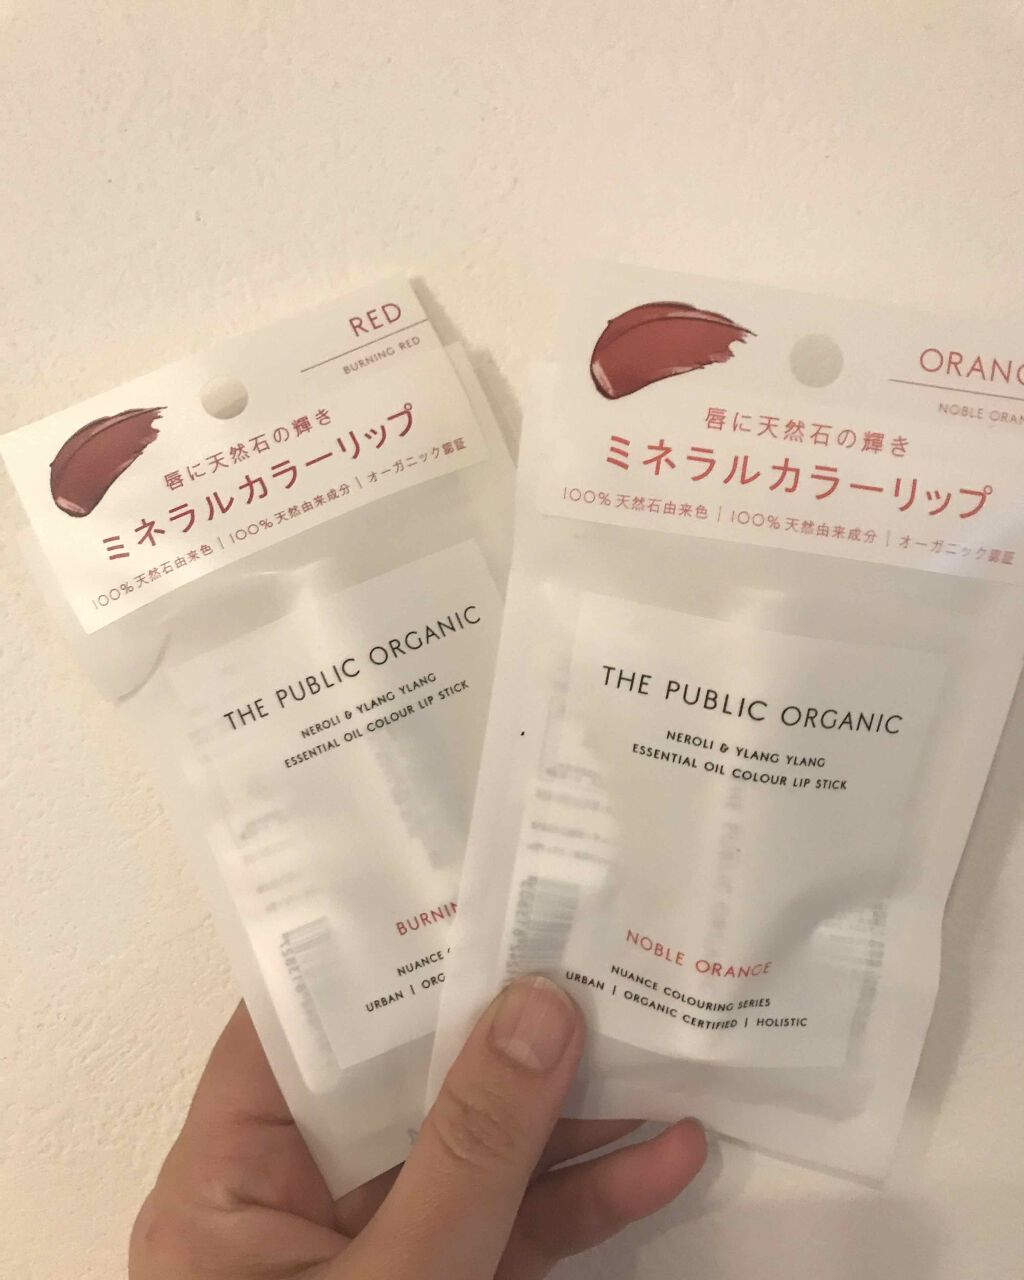 RED
BURNING RED
唇に天然石の輝き
ミネラルカラーリップ
100%天然石由来色 | 100%天然由来成分 | オーガニック認証
THE PUBLIC ORGANIC
NEROLI & YLANG YLANG
ESSENTIAL OIL COLOUR LIP STICK
BURNIN
NUANCE
URBAN | ORG
ORANG
NOBLE ORAN
唇に天然石の輝き
ミネラルカラーリップ
100%天然石由来色 | 100%天然由来成分 | オーガニック認証
THE PUBLIC ORGANIC
NEROLI & YLANG YLANG
ESSENTIAL OIL COLOUR LIP STICK
NOBLE ORANGE
NUANCE COLOURING SERIES
URBAN | ORGANIC CERTIFIED | HOLISTIC